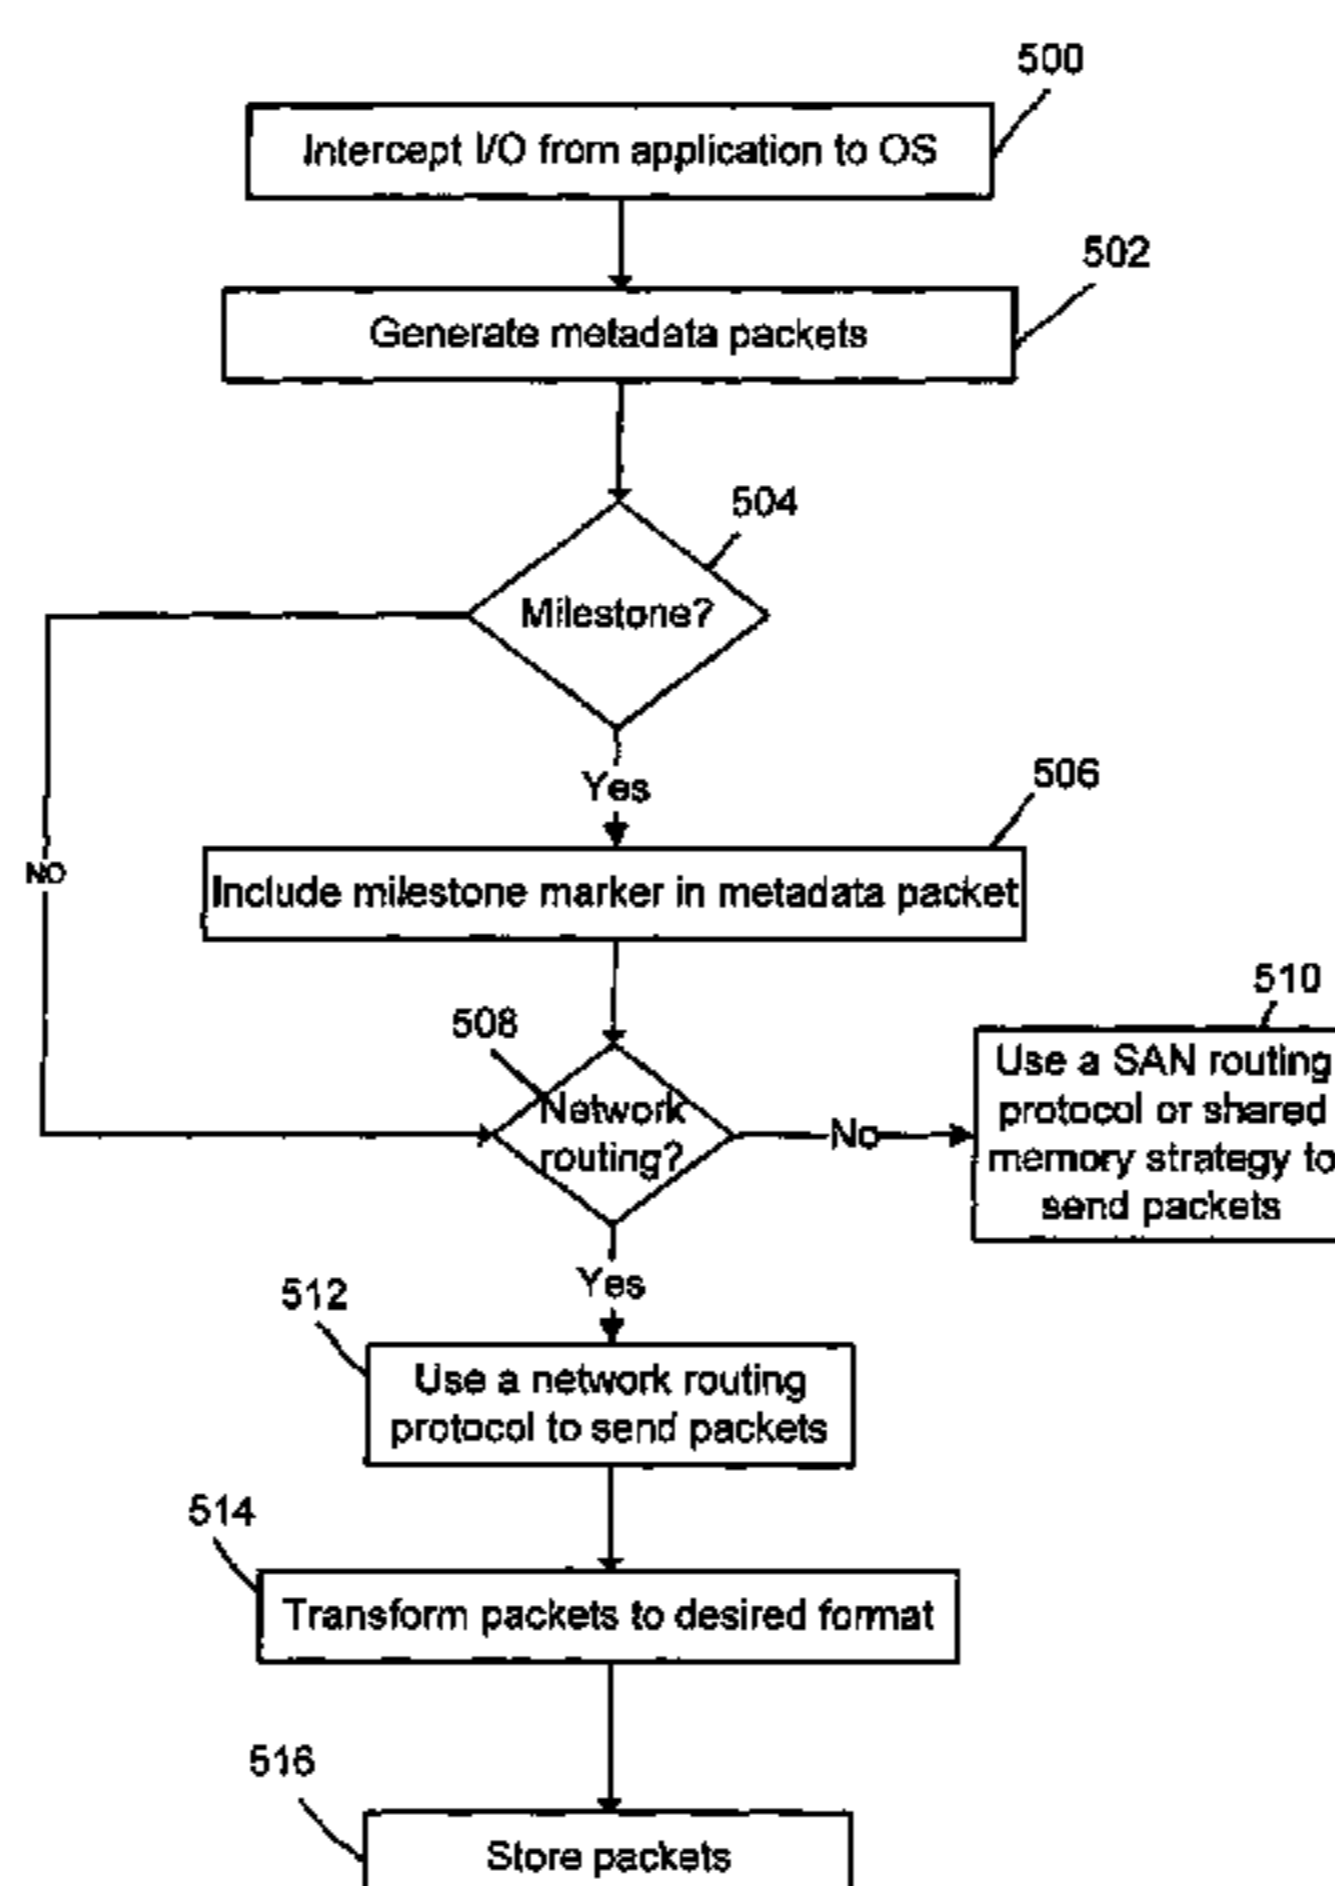 500
Intercept I/O from application to OS
502
Generate metadata packets
504
Milestone?
Yes
506
NO
Include milestone marker in metadata packet
508
510
Network
routing?
No
Use a SAN routing
protocol or shared
memory strategy to
send packets
Yes
512
Use a network routing
protocol to send packets
514
Transform packets to desired format
516
Store packets